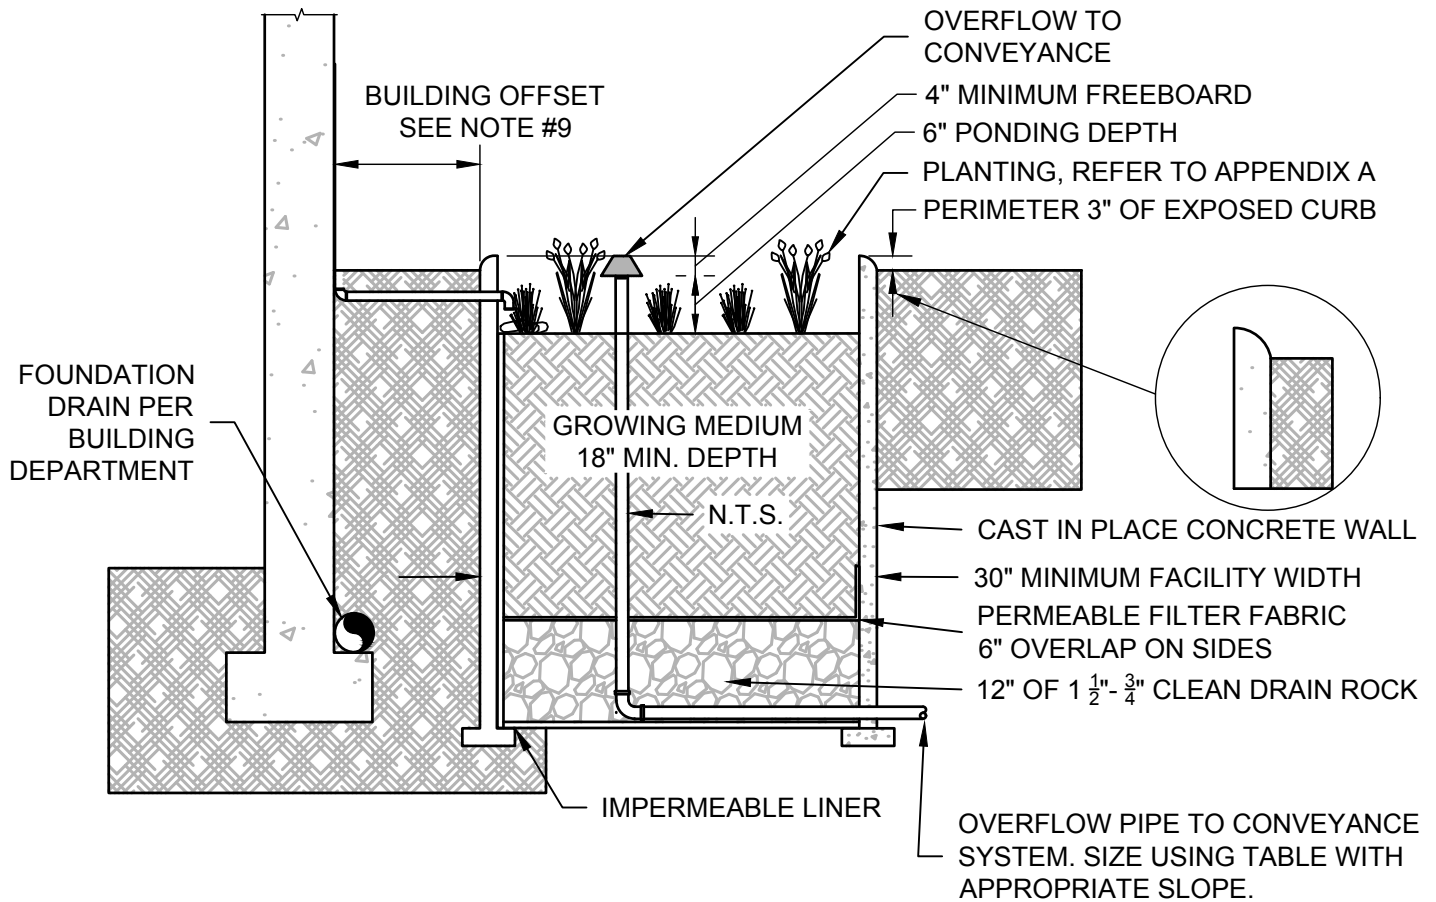 OVERFLOW TO
CONVEYANCE
4" MINIMUM FREEBOARD
6" PONDING DEPTH
PLANTING, REFER TO APPENDIX A
PERIMETER 3" OF EXPOSED CURB
BUILDING OFFSET
SEE NOTE #9
FOUNDATION
DRAIN PER
BUILDING
DEPARTMENT
GROWING MEDIUM
18" MIN. DEPTH
N.T.S.
CAST IN PLACE CONCRETE WALL
30" MINIMUM FACILITY WIDTH
PERMEABLE FILTER FABRIC
6" OVERLAP ON SIDES
12" OF 1 1/2"- 3/4" CLEAN DRAIN ROCK
IMPERMEABLE LINER
OVERFLOW PIPE TO CONVEYANCE
SYSTEM. SIZE USING TABLE WITH
APPROPRIATE SLOPE.